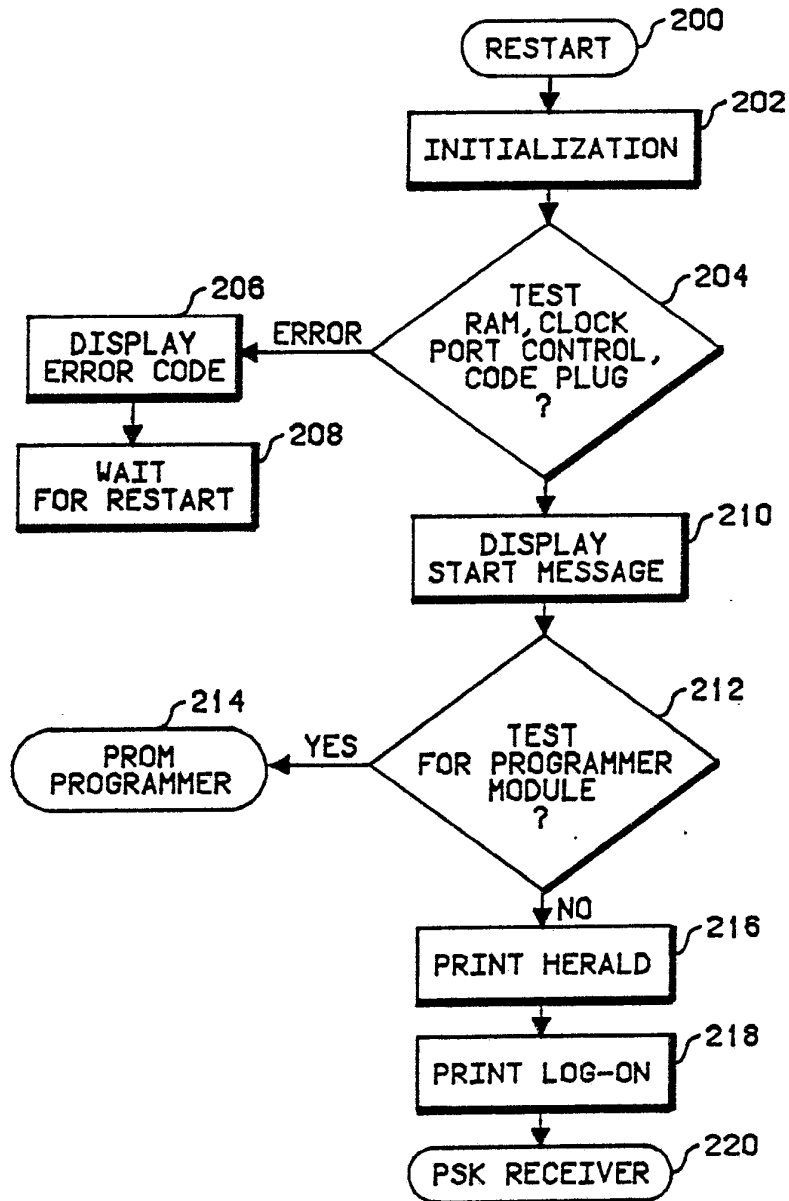 200
RESTART
202
INITIALIZATION
204
TEST
RAM, CLOCK
PORT CONTROL,
CODE PLUG
?
ERROR
206
DISPLAY
ERROR CODE
208
WAIT
FOR RESTART
210
DISPLAY
START MESSAGE
212
TEST
FOR PROGRAMMER
MODULE
?
YES
214
PROM
PROGRAMMER
NO
216
PRINT HERALD
218
PRINT LOG-ON
220
PSK RECEIVER